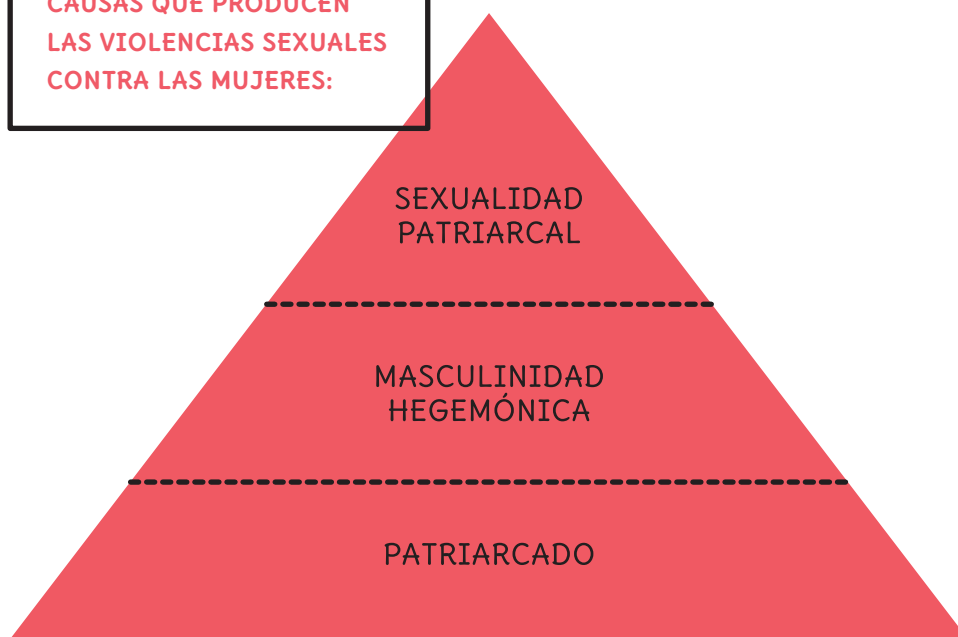 CAUSAS QUE PRODUCEN
LAS VIOLENCIAS SEXUALES
CONTRA LAS MUJERES:
SEXUALIDAD
PATRIARCAL
MASCULINIDAD
HEGEMÓNICA
PATRIARCADO